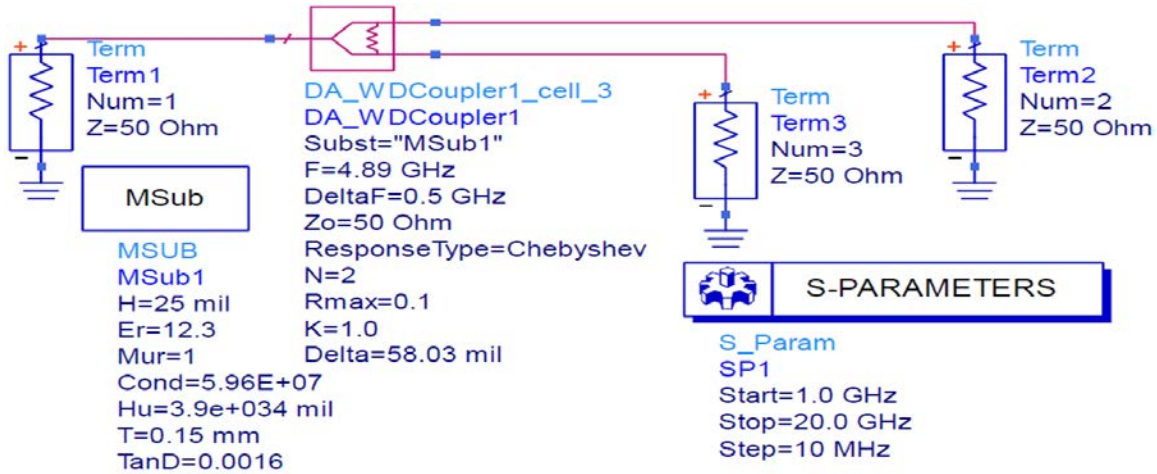 +
Term
Term1
Num=1
Z=50 Ohm
-
DA_WDCoupler1_cell_3
DA_WDCoupler1
Subst="MSub1"
F=4.89 GHz
DeltaF=0.5 GHz
Zo=50 Ohm
ResponseType=Chebyshev
N=2
Rmax=0.1
K=1.0
Delta=58.03 mil
+
Term
Term3
Num=3
Z=50 Ohm
-
+
Term
Term2
Num=2
Z=50 Ohm
-
MSub
MSUB
MSub1
H=25 mil
Er=12.3
Mur=1
Cond=5.96E+07
Hu=3.9e+034 mil
T=0.15 mm
TanD=0.0016
S-PARAMETERS
S_Param
SP1
Start=1.0 GHz
Stop=20.0 GHz
Step=10 MHz